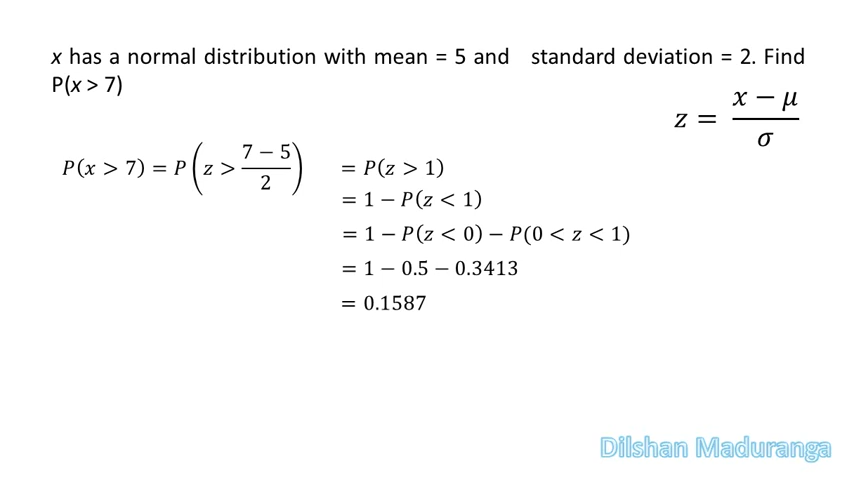 x has a normal distribution with mean = 5 and standard deviation = 2. Find
P(x > 7)
z = (x − μ)/σ
P(x > 7) = P(z > (7 − 5)/2) = P(z > 1)
= 1 − P(z < 1)
= 1 − P(z < 0) − P(0 < z < 1)
= 1 − 0.5 − 0.3413
= 0.1587
Dilshan Maduranga